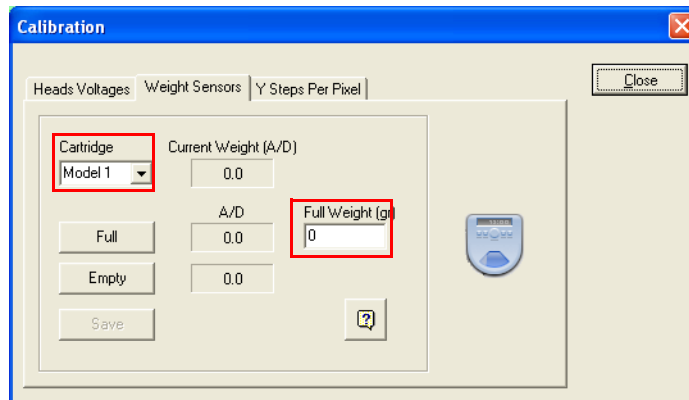 Calibration
Close
Heads Voltages Weight Sensors Y Steps Per Pixel
Cartridge Current Weight (A/D)
Model 1 0.0
A/D Full Weight (gr)
Full 0.0 0
Empty 0.0
Save ?